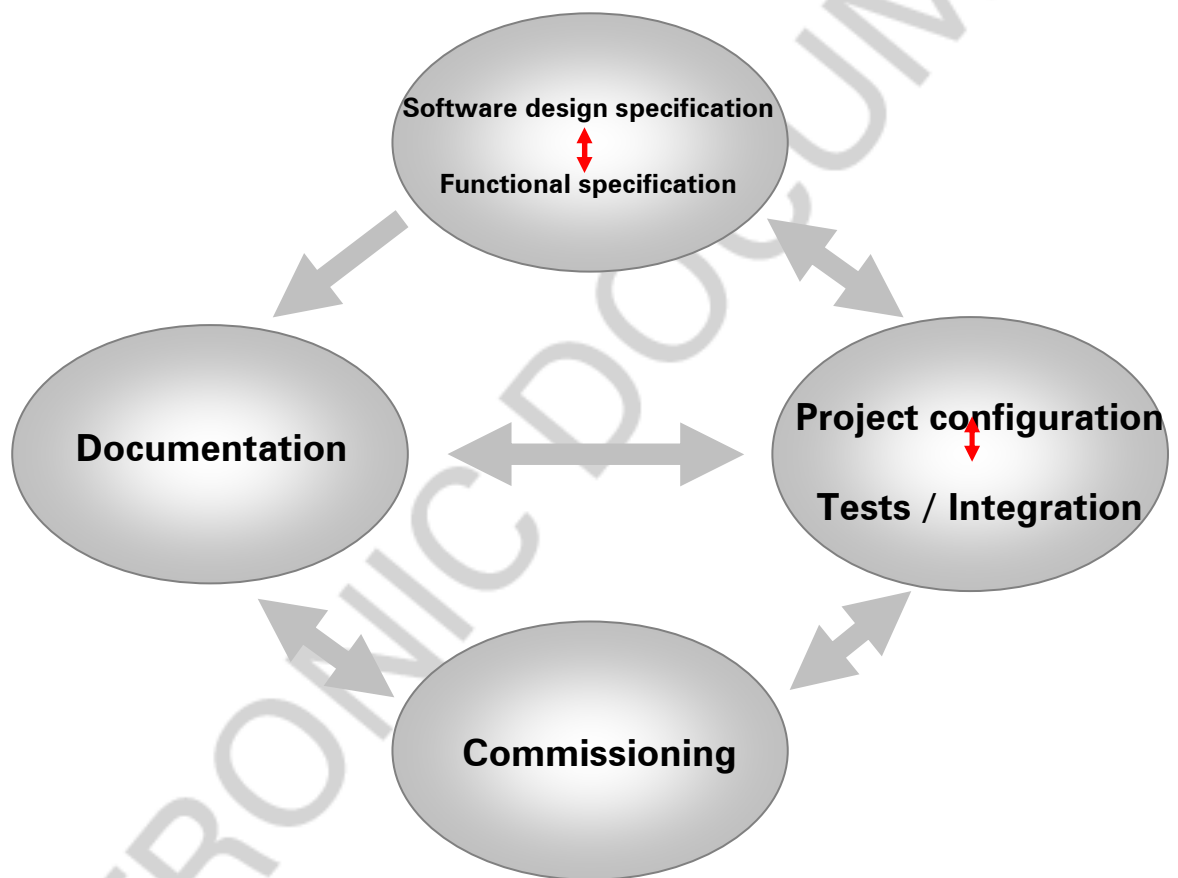 Software design specification
Functional specification
Documentation
Project configuration
Tests / Integration
Commissioning